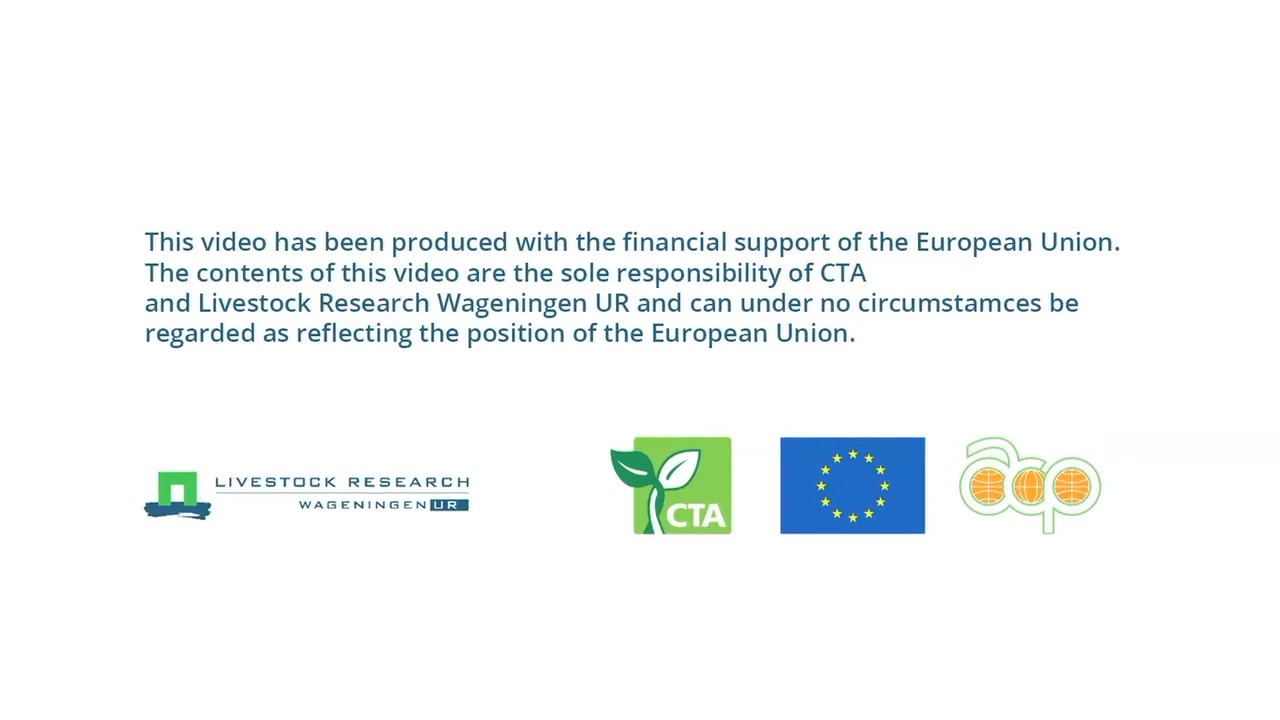 This video has been produced with the financial support of the European Union.
The contents of this video are the sole responsibility of CTA
and Livestock Research Wageningen UR and can under no circumstamces be
regarded as reflecting the position of the European Union.
LIVESTOCK RESEARCH
WAGENINGEN UR
CTA
acp